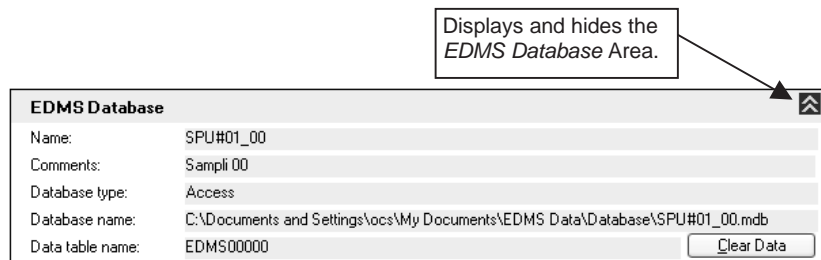 Displays and hides the
EDMS Database Area.
EDMS Database
Name: SPU#01_00
Comments: Sampli 00
Database type: Access
Database name: C:\Documents and Settings\ocs\My Documents\EDMS Data\Database\SPU#01_00.mdb
Data table name: EDMS00000 Clear Data